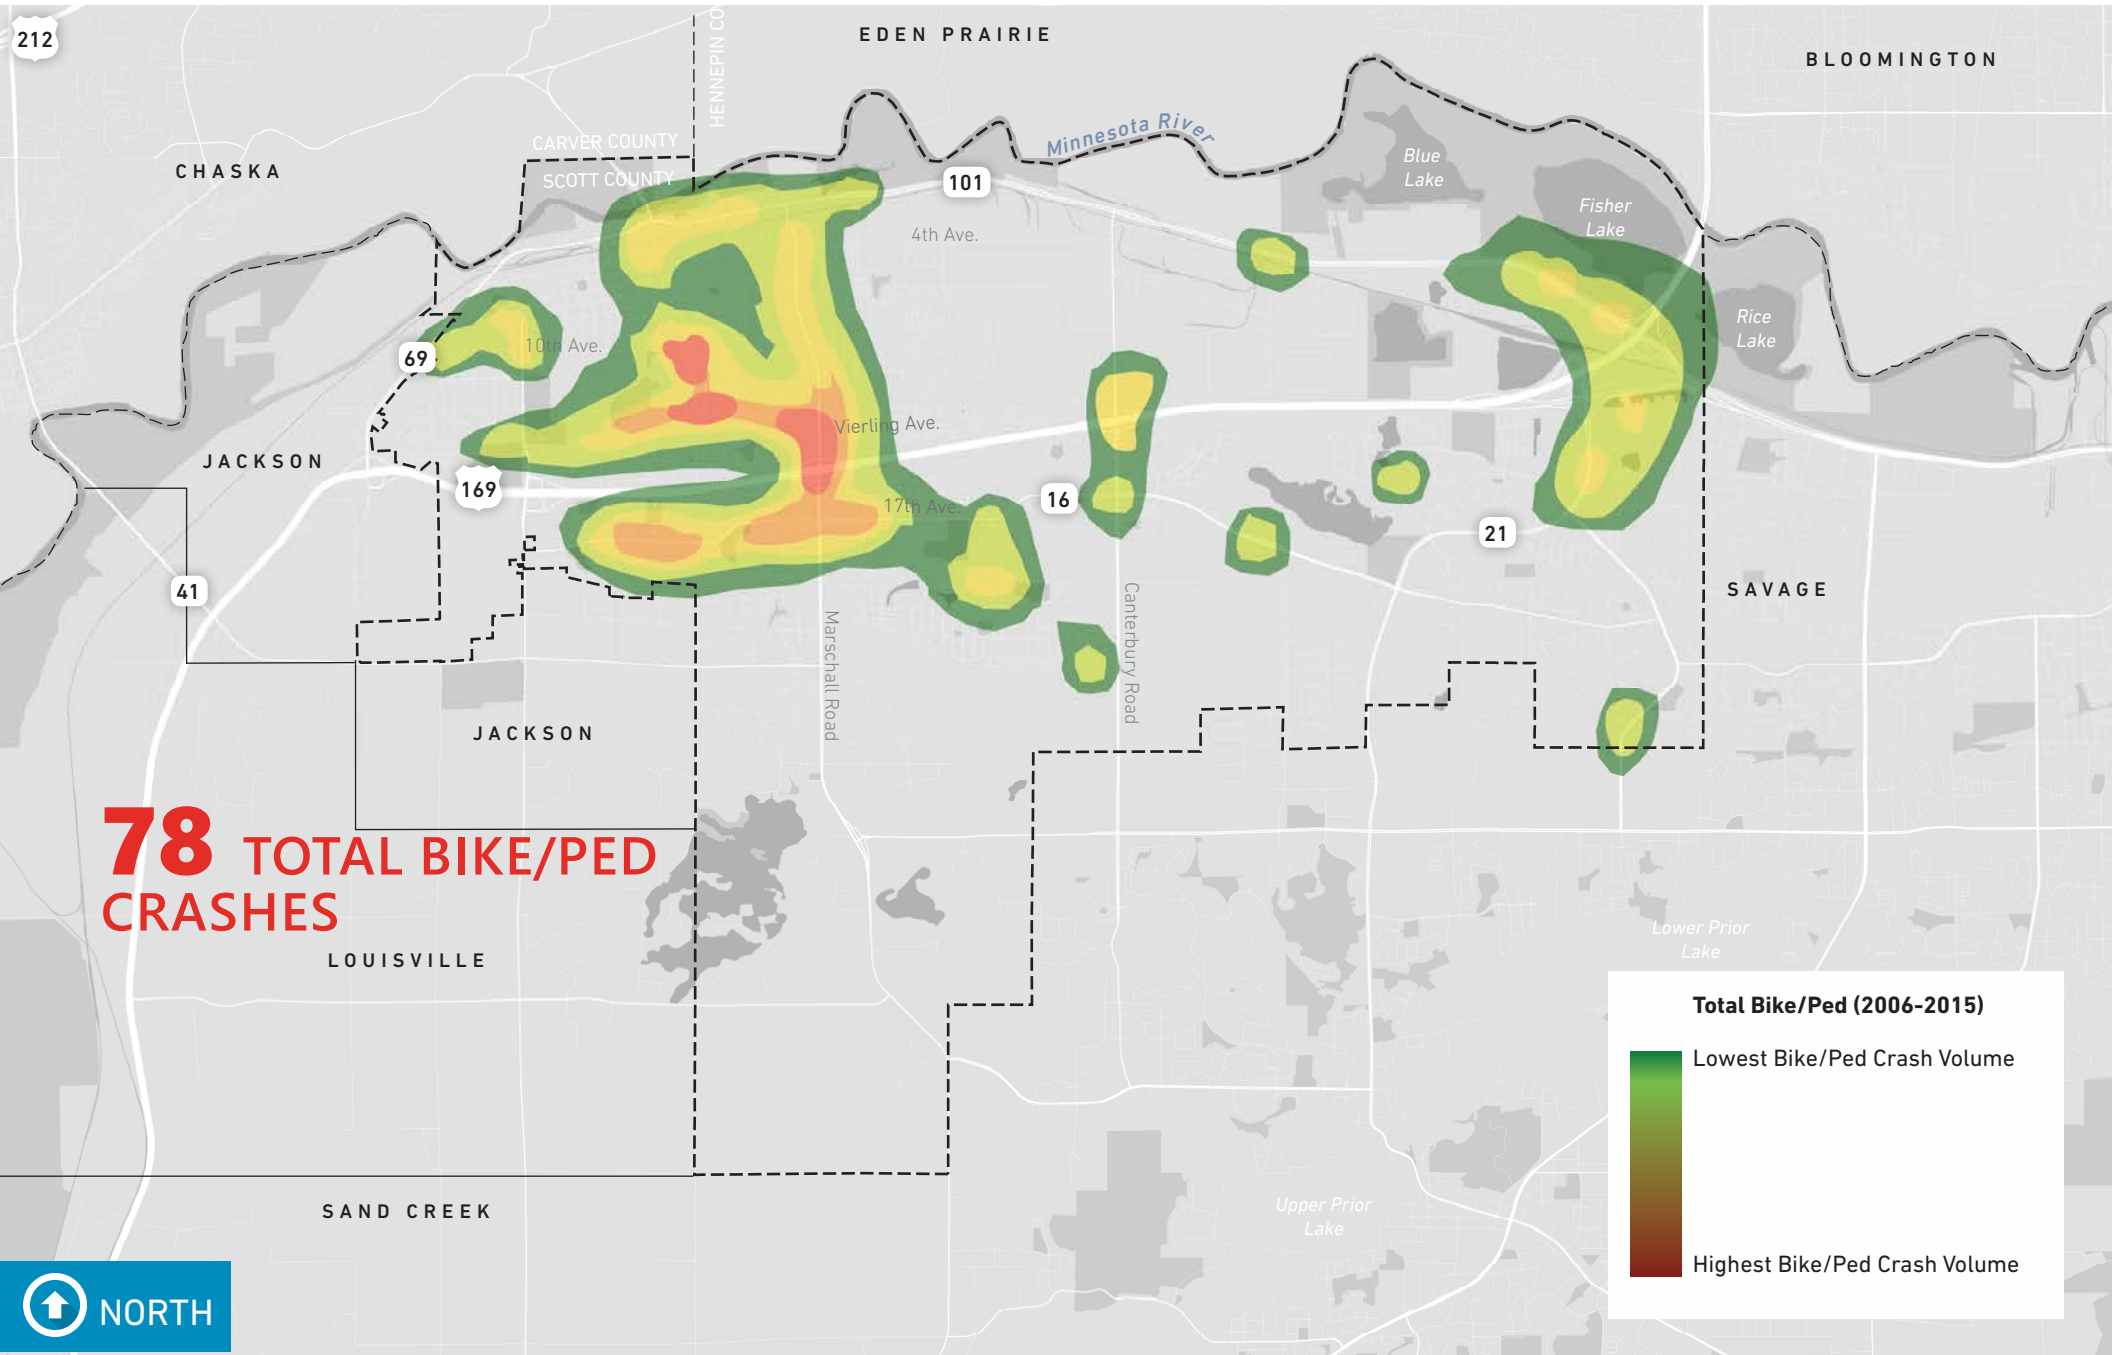 212
EDEN PRAIRIE
BLOOMINGTON
HENNEPIN CO
Minnesota River
CARVER COUNTY
SCOTT COUNTY
CHASKA
101
Blue
Lake
Fisher
Lake
4th Ave.
Rice
Lake
69
10th Ave.
Vierling Ave.
JACKSON
169
17th Ave.
16
21
41
SAVAGE
Marschall Road
Canterbury Road
JACKSON
78 TOTAL BIKE/PED
CRASHES
LOUISVILLE
Lower Prior
Lake
Total Bike/Ped (2006-2015)
Lowest Bike/Ped Crash Volume
Highest Bike/Ped Crash Volume
SAND CREEK
Upper Prior
Lake
NORTH